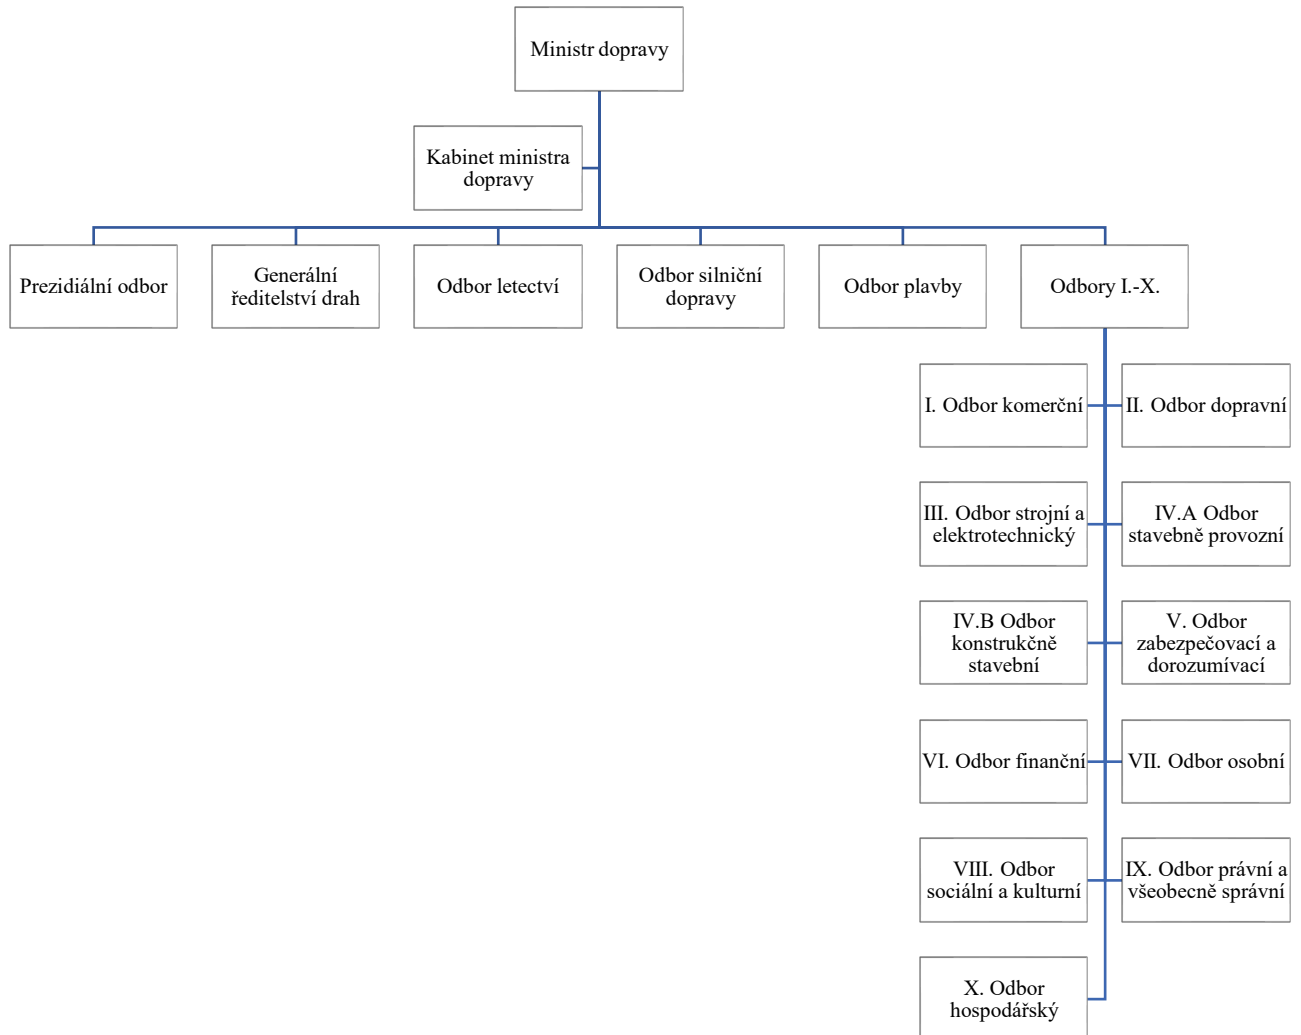 Ministr dopravy
Kabinet ministra
dopravy
Prezidiální odbor
Generální
ředitelství drah
Odbor letectví
Odbor silniční
dopravy
Odbor plavby
Odbory I.-X.
I. Odbor komerční
II. Odbor dopravní
III. Odbor strojní a
elektrotechnický
IV.A Odbor
stavebně provozní
IV.B Odbor
konstrukčně
stavební
V. Odbor
zabezpečovací a
dorozumívací
VI. Odbor finanční
VII. Odbor osobní
VIII. Odbor
sociální a kulturní
IX. Odbor právní a
všeobecně správní
X. Odbor
hospodářský